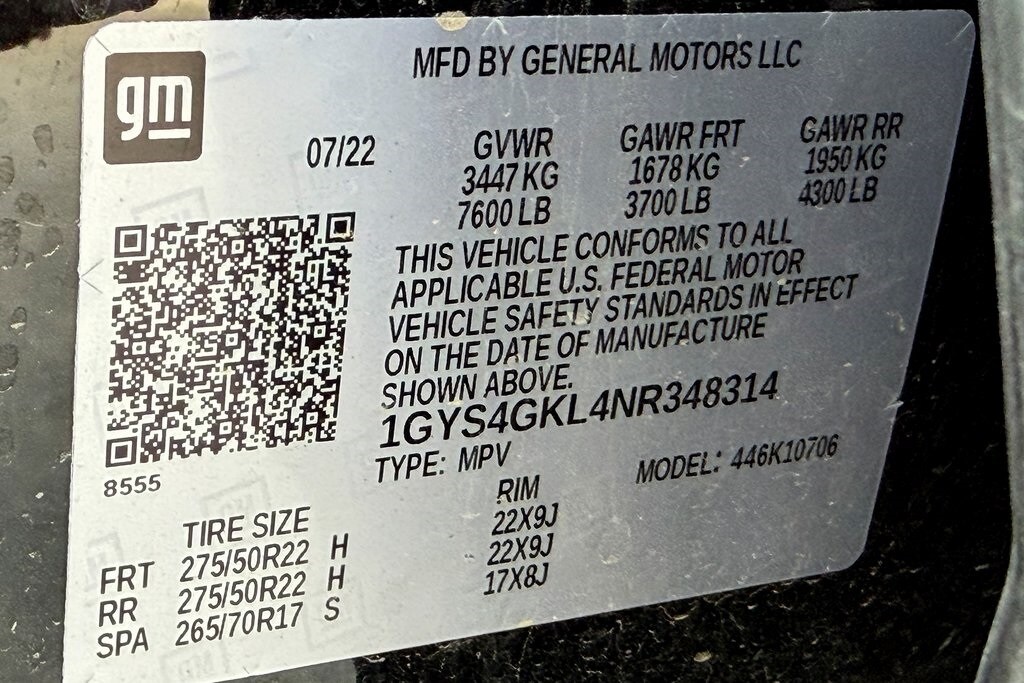 gm
MFD BY GENERAL MOTORS LLC
07/22 GVWR GAWR FRT GAWR RR
3447 KG 1678 KG 1950 KG
7600 LB 3700 LB 4300 LB
THIS VEHICLE CONFORMS TO ALL
APPLICABLE U.S. FEDERAL MOTOR
VEHICLE SAFETY STANDARDS IN EFFECT
ON THE DATE OF MANUFACTURE
SHOWN ABOVE.
1GYS4GKL4NR348314
TYPE: MPV MODEL: 446K10706
8555
TIRE SIZE RIM
FRT 275/50R22 H 22X9J
RR 275/50R22 H 22X9J
SPA 265/70R17 S 17X8J